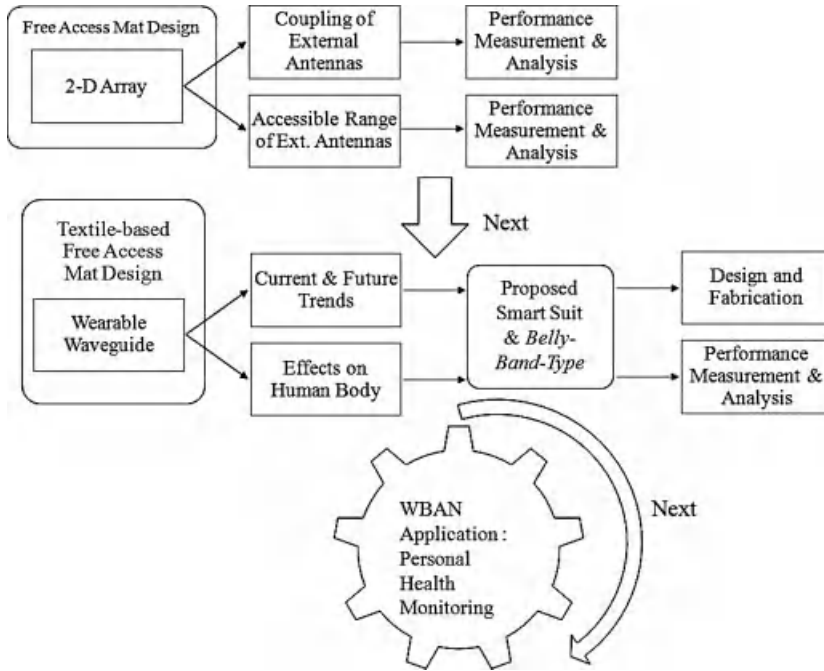 Free Access Mat Design
2-D Array
Coupling of
External
Antennas
Performance
Measurement &
Analysis
Accessible Range
of Ext. Antennas
Performance
Measurement &
Analysis
Next
Textile-based
Free Access
Mat Design
Wearable
Waveguide
Current & Future
Trends
Effects on
Human Body
Proposed
Smart Suit
& Belly-
Band-Type
Design and
Fabrication
Performance
Measurement
& Analysis
WBAN
Application :
Personal
Health
Monitoring
Next